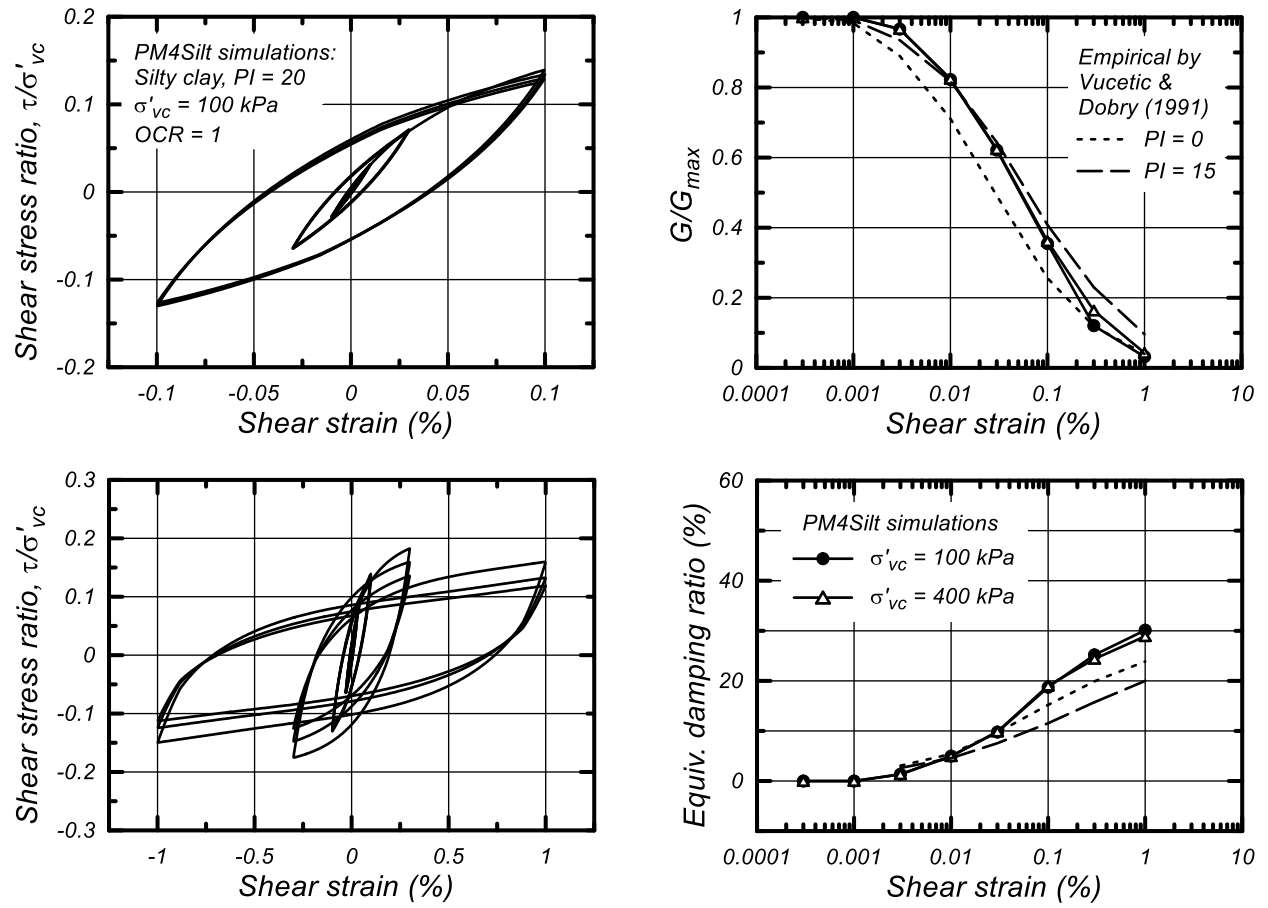 0.2
0.1
0
-0.1
-0.2
Shear stress ratio, τ/σ'vc
PM4Silt simulations:
Silty clay, PI = 20
σ'vc = 100 kPa
OCR = 1
-0.1 -0.05 0 0.05 0.1
Shear strain (%)
1
0.8
0.6
0.4
0.2
0
G/Gmax
Empirical by
Vucetic &
Dobry (1991)
PI = 0
PI = 15
0.0001 0.001 0.01 0.1 1 10
Shear strain (%)
0.3
0.2
0.1
0
-0.1
-0.2
-0.3
Shear stress ratio, τ/σ'vc
-1 -0.5 0 0.5 1
Shear strain (%)
60
40
20
0
Equiv. damping ratio (%)
PM4Silt simulations
σ'vc = 100 kPa
σ'vc = 400 kPa
0.0001 0.001 0.01 0.1 1 10
Shear strain (%)